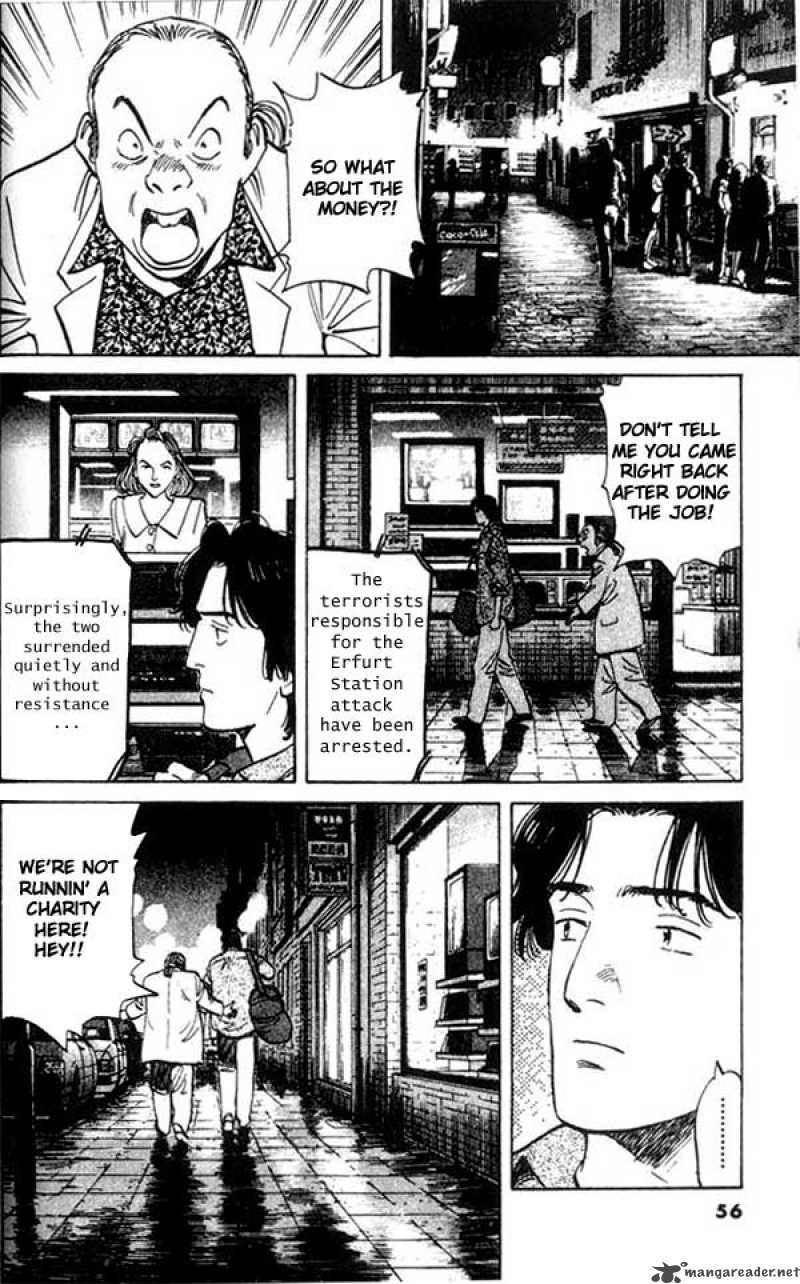 SO WHAT
ABOUT THE
MONEY?!
DON'T TELL
ME YOU CAME
RIGHT BACK
AFTER DOING
THE JOB!
The
terrorists
responsible
for the
Erfurt
Station
attack
have been
arrested.
Surprisingly,
the two
surrended
quietly and
without
resistance
...
.........
WE'RE NOT
RUNNIN' A
CHARITY
HERE!
HEY!!
56
mangareader.net